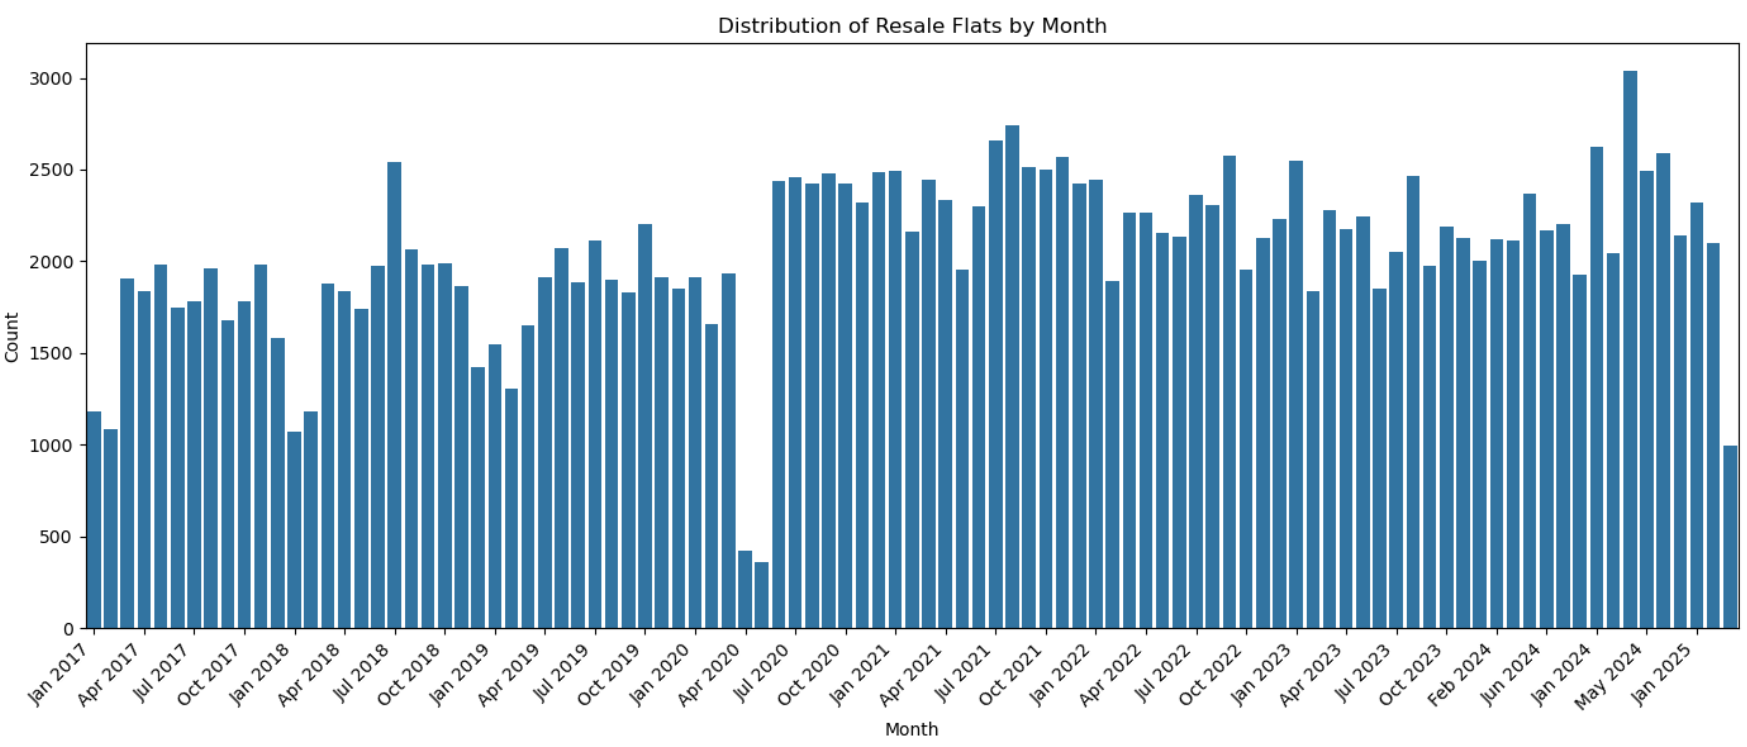 Distribution of Resale Flats by Month
3000
2500
2000
1500
1000
500
0
Count
Jan 2017
Apr 2017
Jul 2017
Oct 2017
Jan 2018
Apr 2018
Jul 2018
Oct 2018
Jan 2019
Apr 2019
Jul 2019
Oct 2019
Jan 2020
Apr 2020
Jul 2020
Oct 2020
Jan 2021
Apr 2021
Jul 2021
Oct 2021
Jan 2022
Apr 2022
Jul 2022
Oct 2022
Jan 2023
Apr 2023
Jul 2023
Oct 2023
Feb 2024
Jun 2024
Jan 2024
May 2024
Jan 2025
Month